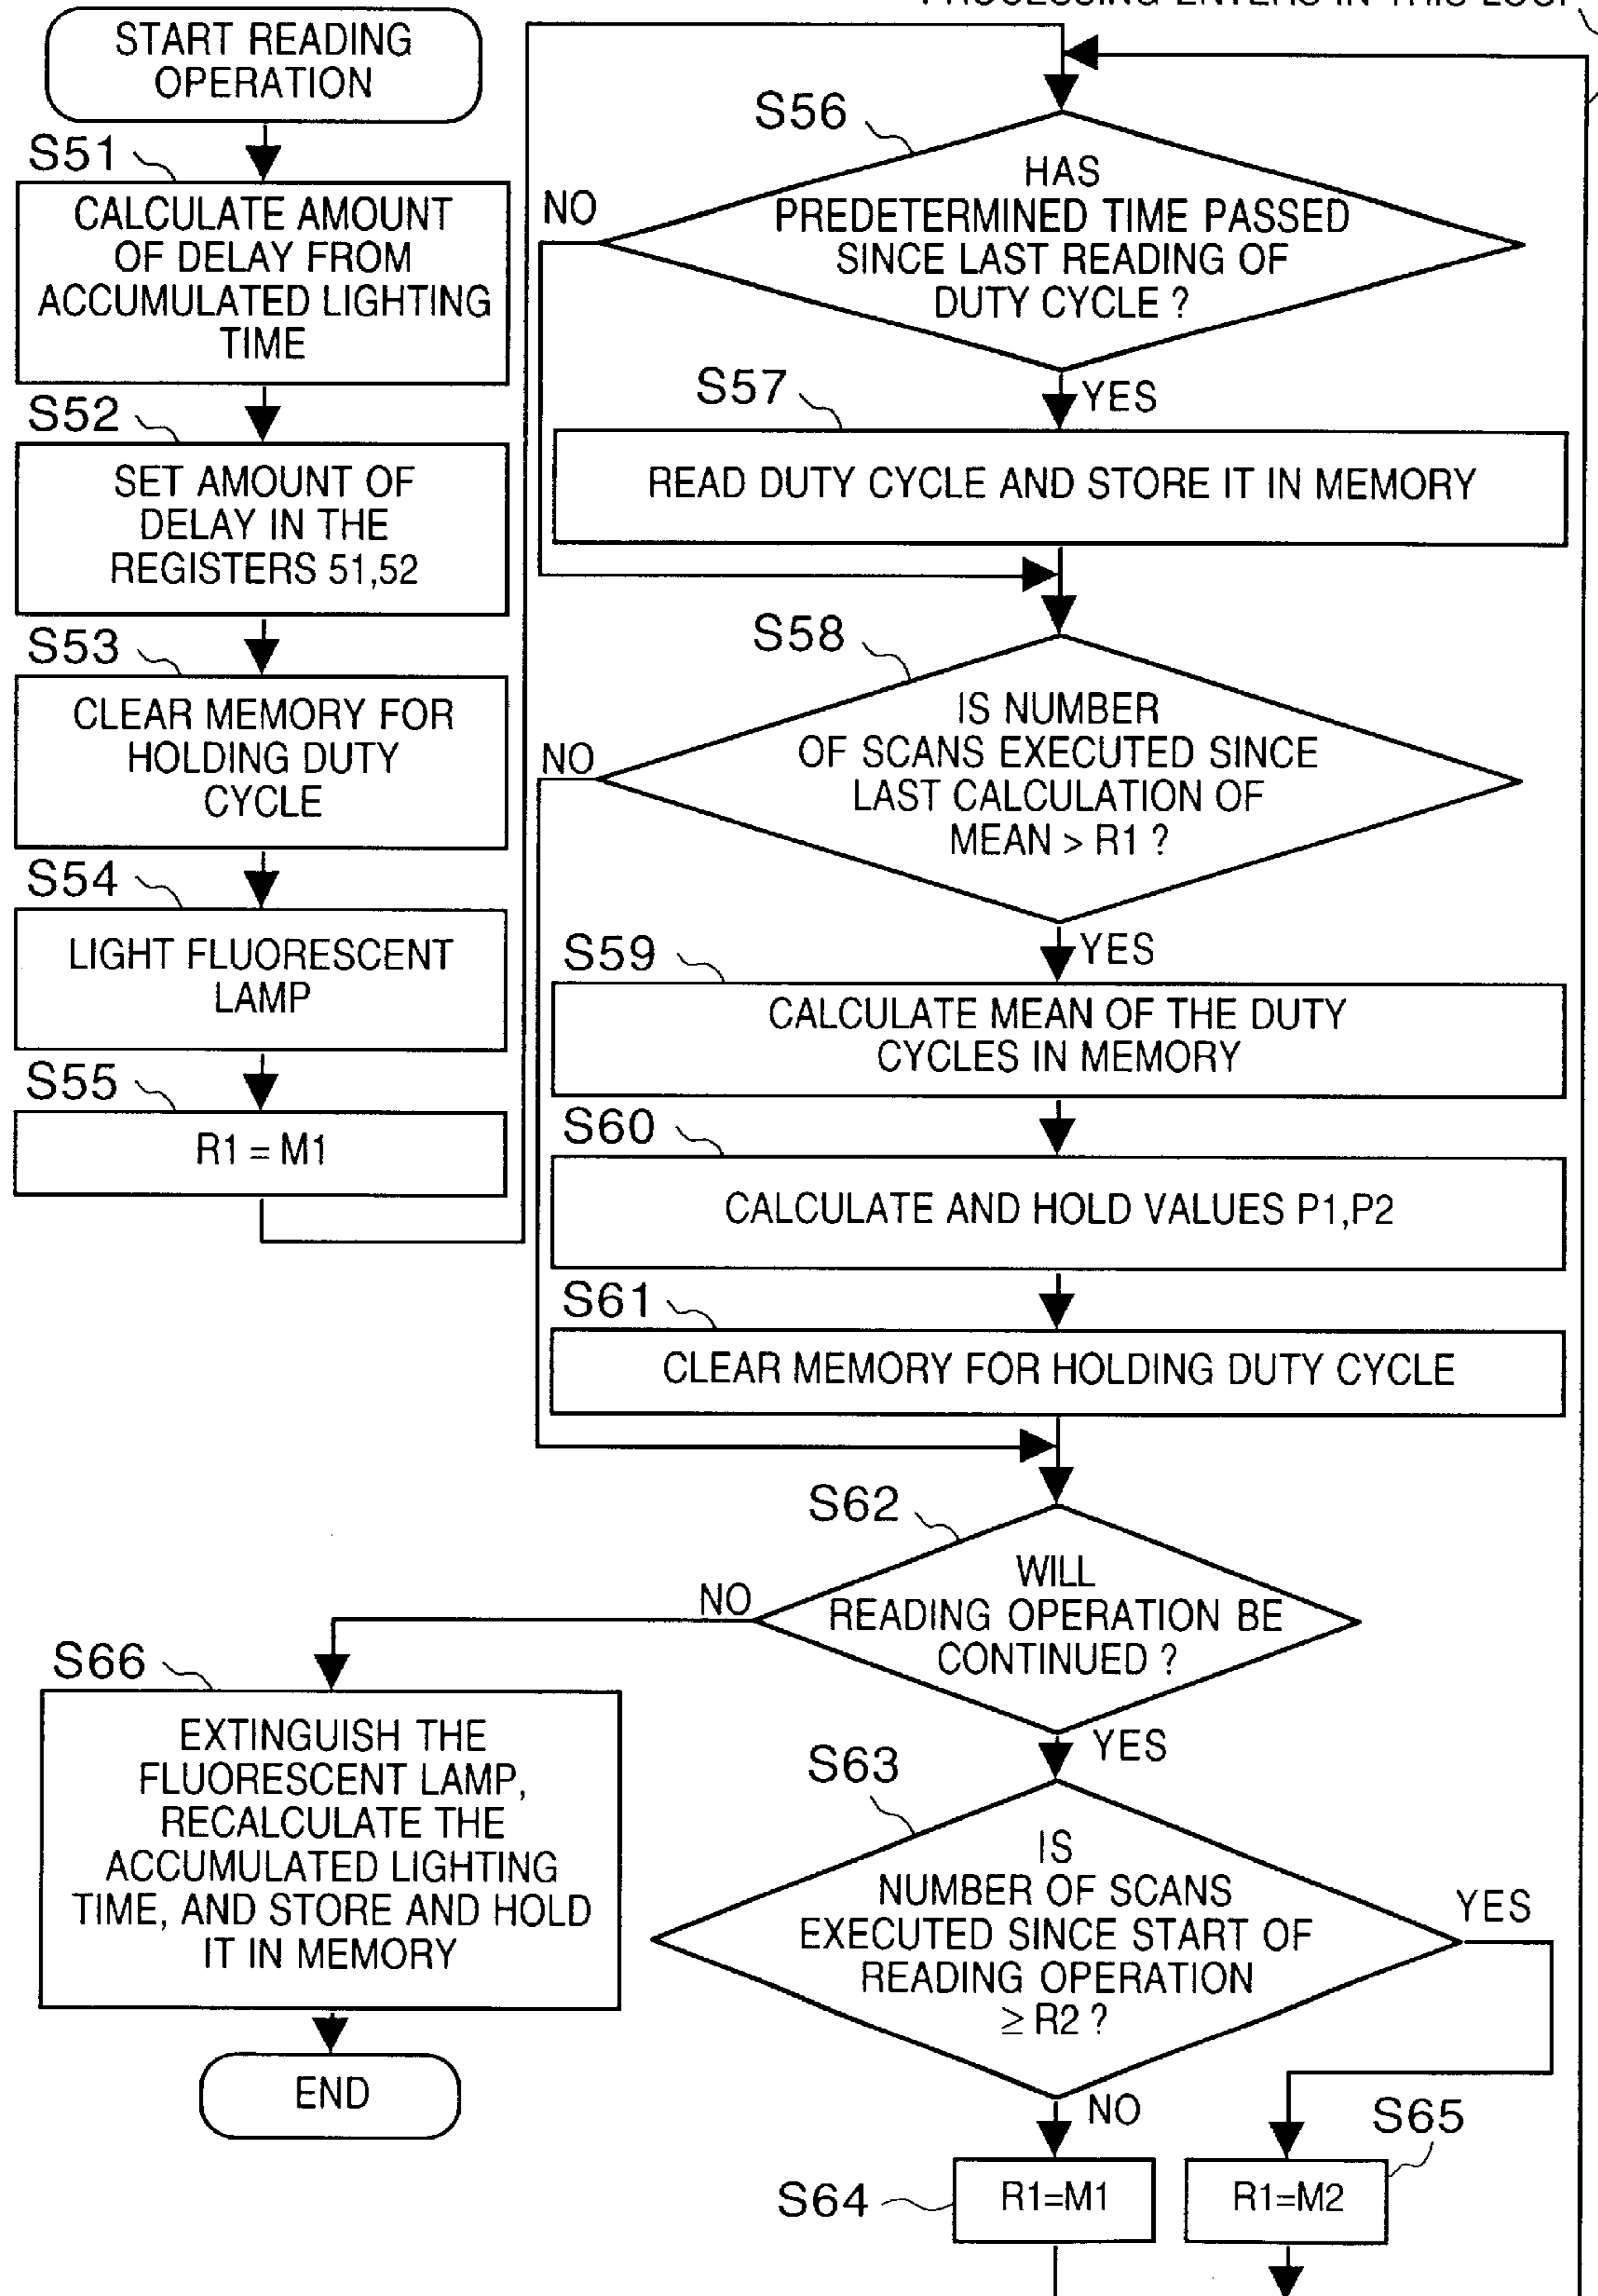 PROCESSING ENTERS IN THIS LOOP
START READING
OPERATION
S51
CALCULATE AMOUNT
OF DELAY FROM
ACCUMULATED LIGHTING
TIME
S52
SET AMOUNT OF
DELAY IN THE
REGISTERS 51,52
S53
CLEAR MEMORY FOR
HOLDING DUTY
CYCLE
S54
LIGHT FLUORESCENT
LAMP
S55
R1 = M1
S56
HAS
PREDETERMINED TIME PASSED
SINCE LAST READING OF
DUTY CYCLE ?
NO
YES
S57
READ DUTY CYCLE AND STORE IT IN MEMORY
S58
IS NUMBER
OF SCANS EXECUTED SINCE
LAST CALCULATION OF
MEAN > R1 ?
NO
YES
S59
CALCULATE MEAN OF THE DUTY
CYCLES IN MEMORY
S60
CALCULATE AND HOLD VALUES P1,P2
S61
CLEAR MEMORY FOR HOLDING DUTY CYCLE
S62
WILL
READING OPERATION BE
CONTINUED ?
NO
YES
S66
EXTINGUISH THE
FLUORESCENT LAMP,
RECALCULATE THE
ACCUMULATED LIGHTING
TIME, AND STORE AND HOLD
IT IN MEMORY
END
S63
IS
NUMBER OF SCANS
EXECUTED SINCE START OF
READING OPERATION
≥ R2 ?
YES
NO
S64
R1=M1
S65
R1=M2